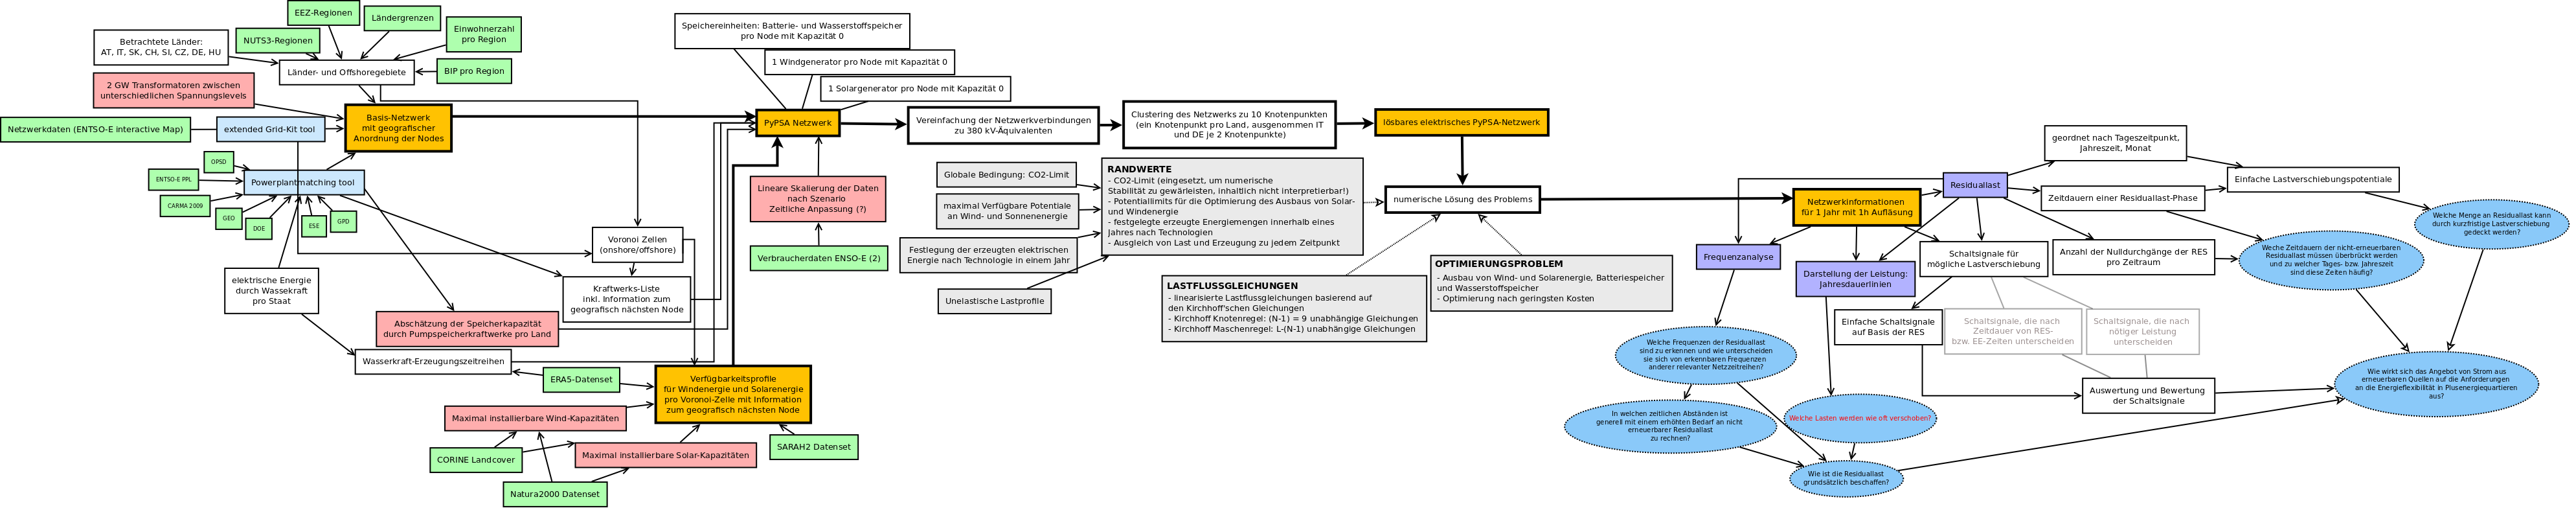 EEZ-Regionen
Ländergrenzen
NUTS3-Regionen
Einwohnerzahl
pro Region
Betrachtete Länder:
AT, IT, SK, CH, SI, CZ, DE, HU
Länder- und Offshoregebiete
BIP pro Region
2 GW Transformatoren zwischen
unterschiedlichen Spannungslevels
Netzwerkdaten (ENTSO-E interactive Map)
extended Grid-Kit tool
Basis-Netzwerk
mit geografischer
Anordnung der Nodes
OPSD
ENTSO-E PPL
Powerplantmatching tool
CARMA 2009
GEO
DOE
ESE
GPD
elektrische Energie
durch Wassekraft
pro Staat
Voronoi Zellen
(onshore/offshore)
Kraftwerks-Liste
inkl. Information zum
geografisch nächsten Node
Abschätzung der Speicherkapazität
durch Pumpspeicherkraftwerke pro Land
Wasserkraft-Erzeugungszeitreihen
ERA5-Datenset
Verfügbarkeitsprofile
für Windenergie und Solarenergie
pro Voronoi-Zelle mit Information
zum geografisch nächsten Node
Maximal installierbare Wind-Kapazitäten
CORINE Landcover
Maximal installierbare Solar-Kapazitäten
SARAH2 Datenset
Natura2000 Datenset
Speichereinheiten: Batterie- und Wasserstoffspeicher
pro Node mit Kapazität 0
1 Windgenerator pro Node mit Kapazität 0
1 Solargenerator pro Node mit Kapazität 0
PyPSA Netzwerk
Vereinfachung der Netzwerkverbindungen
zu 380 kV-Äquivalenten
Clustering des Netzwerks zu 10 Knotenpunkten
(ein Knotenpunkt pro Land, ausgenommen IT
und DE je 2 Knotenpunkte)
lösbares elektrisches PyPSA-Netzwerk
Lineare Skalierung der Daten
nach Szenario
Zeitliche Anpassung (?)
Verbraucherdaten ENSO-E (2)
Globale Bedingung: CO2-Limit
maximal Verfügbare Potentiale
an Wind- und Sonnenenergie
Festlegung der erzeugten elektrischen
Energie nach Technologie in einem Jahr
Unelastische Lastprofile
RANDWERTE
- CO2-Limit (eingesetzt, um numerische
Stabilität zu gewärleisten, inhaltlich nicht interpretierbar!)
- Potentiallimits für die Optimierung des Ausbaus von Solar-
und Windenergie
- festgelegte erzeugte Energiemengen innerhalb eines
Jahres nach Technologien
- Ausgleich von Last und Erzeugung zu jedem Zeitpunkt
numerische Lösung des Problems
LASTFLUSSGLEICHUNGEN
- linearisierte Lastflussgleichungen basierend auf
den Kirchhoff'schen Gleichungen
- Kirchhoff Knotenregel: (N-1) = 9 unabhängige Gleichungen
- Kirchhoff Maschenregel: L-(N-1) unabhängige Gleichungen
OPTIMIERUNGSPROBLEM
- Ausbau von Wind- und Solarenergie, Batteriespeicher
und Wasserstoffspeicher
- Optimierung nach geringsten Kosten
Netzwerkinformationen
für 1 Jahr mit 1h Aufläsung
Residuallast
geordnet nach Tageszeitpunkt,
Jahreszeit, Monat
Einfache Lastverschiebungspotentiale
Zeitdauern einer Residuallast-Phase
Anzahl der Nulldurchgänge der RES
pro Zeitraum
Frequenzanalyse
Darstellung der Leistung:
Jahresdauerlinien
Schaltsignale für
mögliche Lastverschiebung
Einfache Schaltsignale
auf Basis der RES
Schaltsignale, die nach
Zeitdauer von RES-
bzw. EE-Zeiten unterscheiden
Schaltsignale, die nach
nötiger Leistung
unterscheiden
Auswertung und Bewertung
der Schaltsignale
Welche Menge an Residuallast kann
durch kurzfristige Lastverschiebung
gedeckt werden?
Weche Zeitdauern der nicht-erneuerbaren
Residuallast müssen überbrückt werden
und zu welcher Tages- bzw. Jahreszeit
sind diese Zeiten häufig?
Welche Frequenzen der Residuallast
sind zu erkennen und wie unterscheiden
sie sich von erkennbaren Frequenzen
anderer relevanter Netzzeitreihen?
In welchen zeitlichen Abständen ist
generell mit einem erhöhten Bedarf an nicht
erneuerbarer Residuallast
zu rechnen?
Welche Lasten werden wie oft verschoben?
Wie ist die Residuallast
grundsätzlich beschaffen?
Wie wirkt sich das Angebot von Strom aus
erneuerbaren Quellen auf die Anforderungen
an die Energieflexibilität in Plusenergiequartieren
aus?